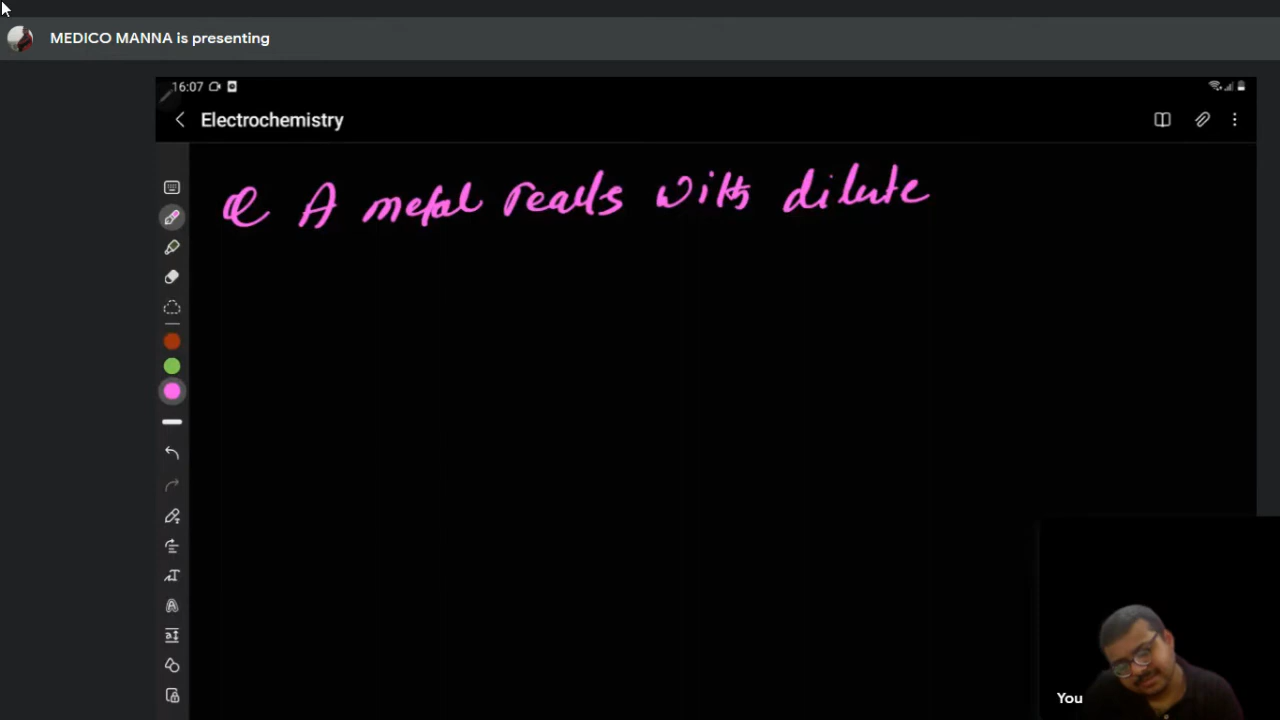 MEDICO MANNA is presenting
16:07
Electrochemistry
Q A metal reacts with dilute
You